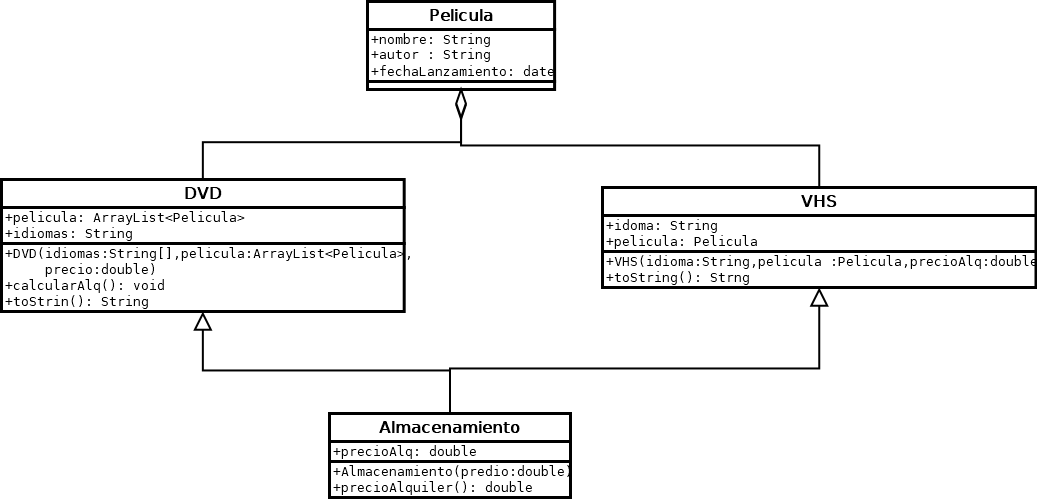 Pelicula
+nombre: String
+autor : String
+fechaLanzamiento: date
DVD
+pelicula: ArrayList<Pelicula>
+idiomas: String
+DVD(idiomas:String[],pelicula:ArrayList<Pelicula>,
precio:double)
+calcularAlq(): void
+toStrin(): String
VHS
+idoma: String
+pelicula: Pelicula
+VHS(idioma:String,pelicula :Pelicula,precioAlq:double
+toString(): Strng
Almacenamiento
+precioAlq: double
+Almacenamiento(predio:double)
+precioAlquiler(): double